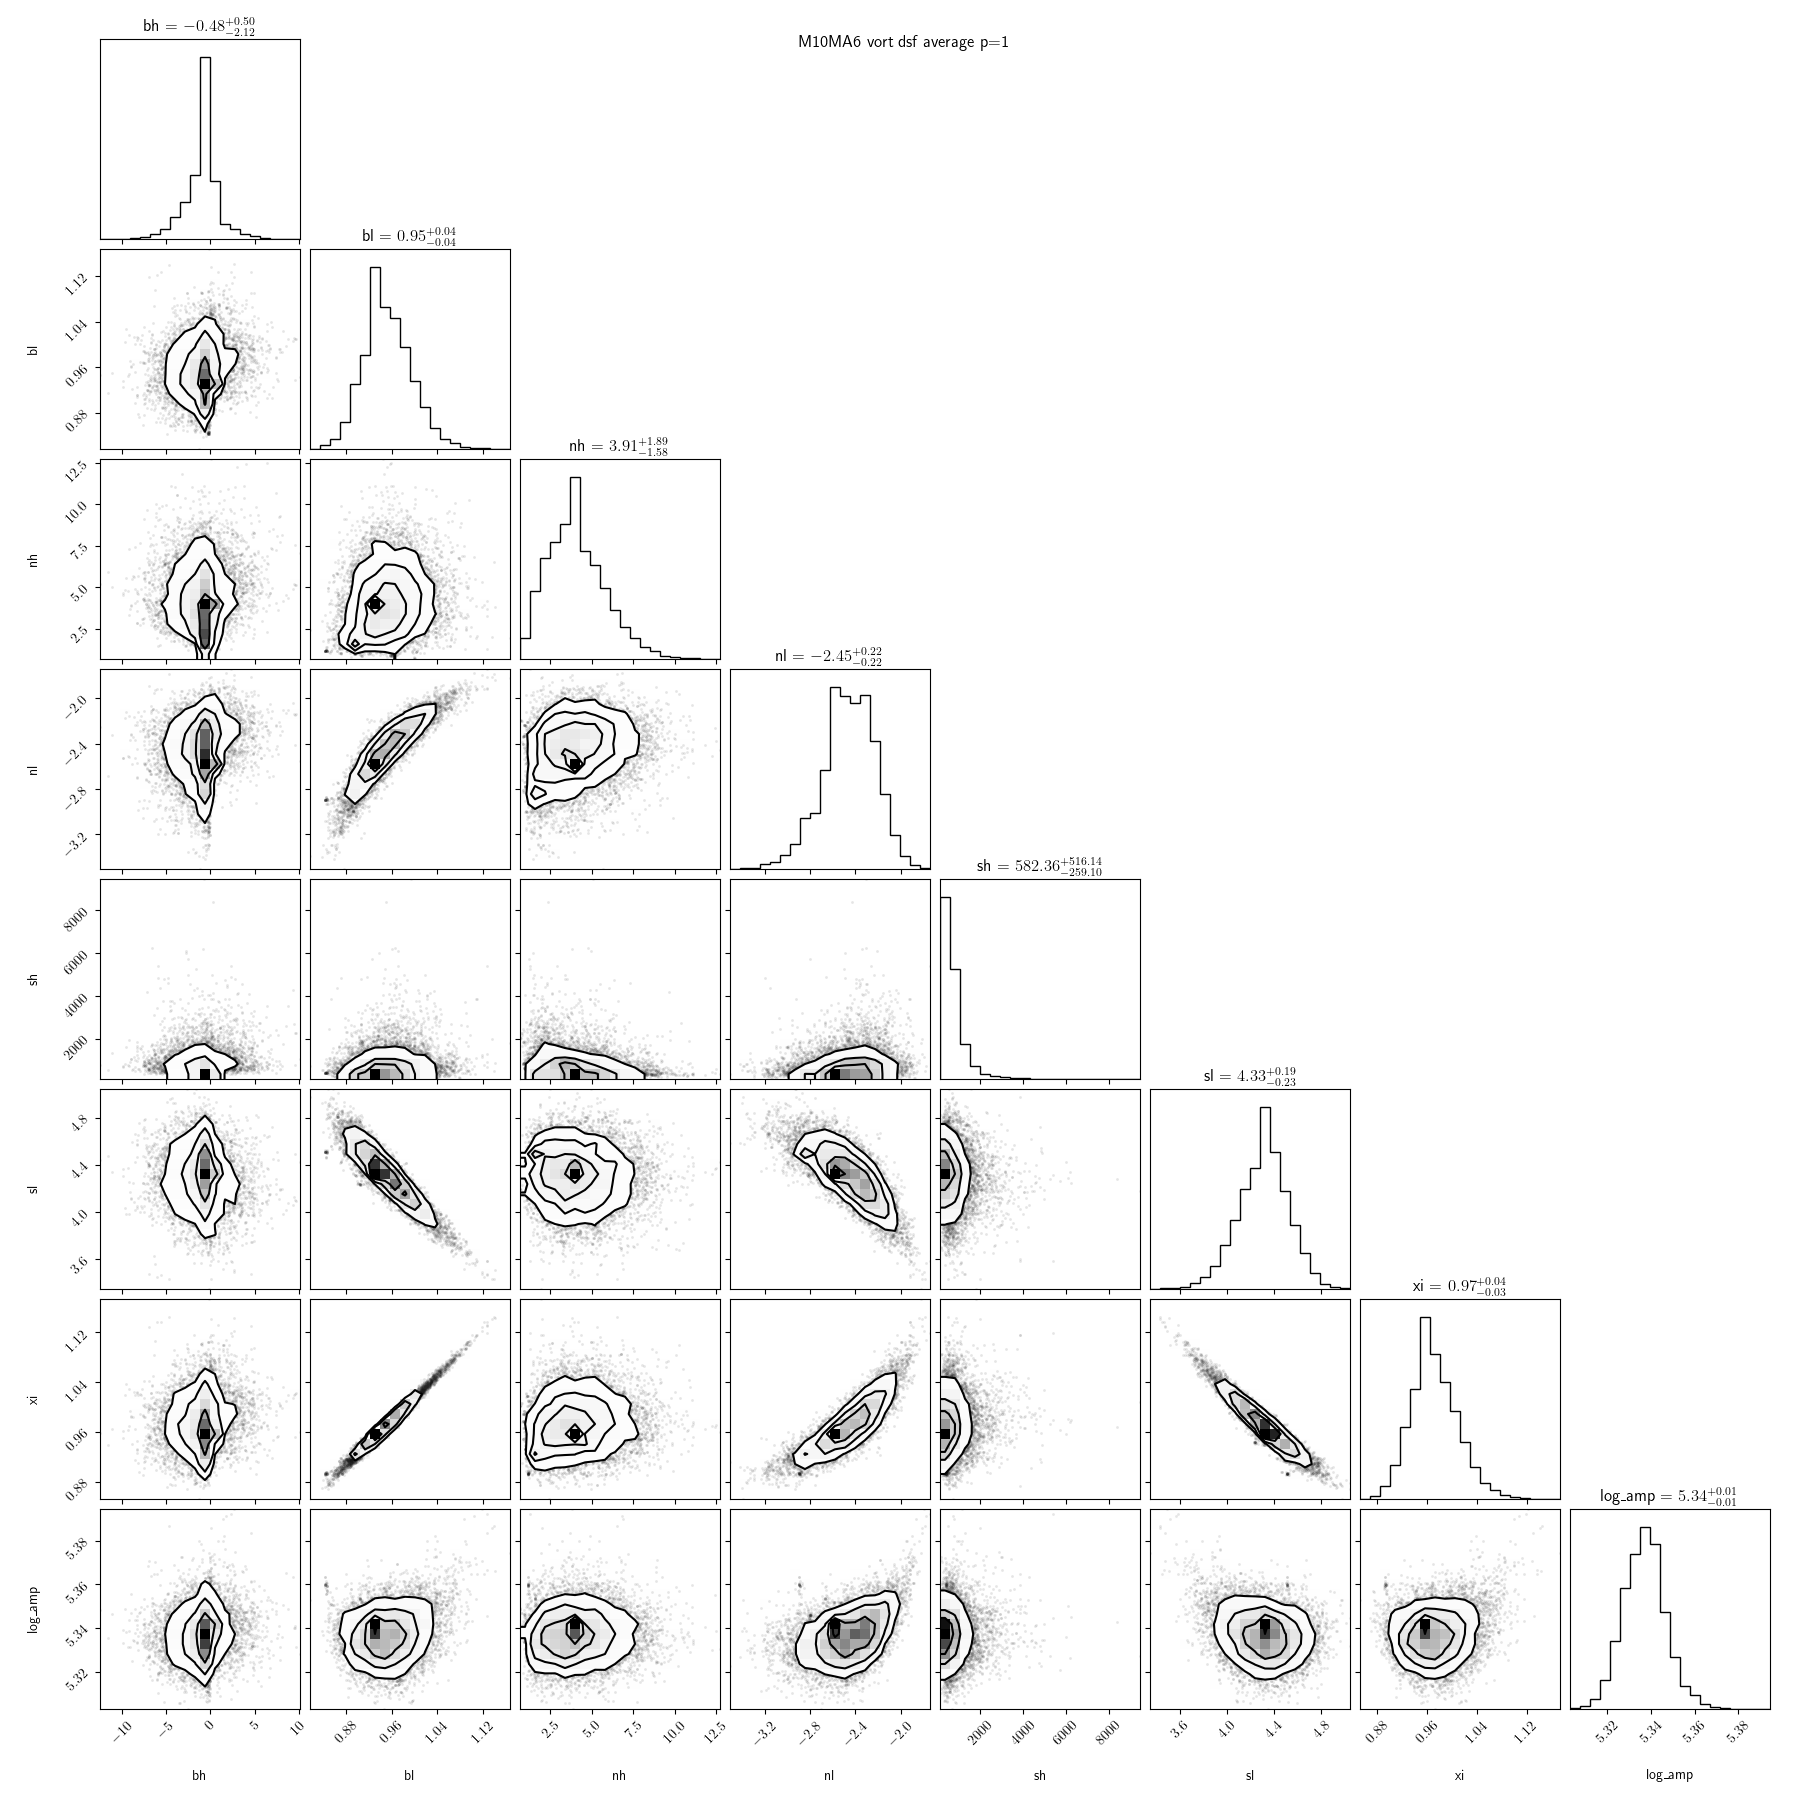 M10MA6 vort dsf average p=1
bh = −0.48 +0.50 −2.12
bl = 0.95 +0.04 −0.04
1.12
1.04
0.96
0.88
bl
nh = 3.91 +1.89 −1.58
12.5
10.0
7.5
5.0
2.5
nh
nl = −2.45 +0.22 −0.22
−2.0
−2.4
−2.8
−3.2
nl
sh = 582.36 +516.14 −259.10
8000
6000
4000
2000
sh
sl = 4.33 +0.19 −0.23
4.8
4.4
4.0
3.6
sl
xi = 0.97 +0.04 −0.03
1.12
1.04
0.96
0.88
xi
log_amp = 5.34 +0.01 −0.01
5.38
5.36
5.34
5.32
log_amp
−10 −5 0 5 10 0.88 0.96 1.04 1.12 2.5 5.0 7.5 10.0 12.5 −3.2 −2.8 −2.4 −2.0 2000 4000 6000 8000 3.6 4.0 4.4 4.8 0.88 0.96 1.04 1.12 5.32 5.34 5.36 5.38
bh bl nh nl sh sl xi log_amp